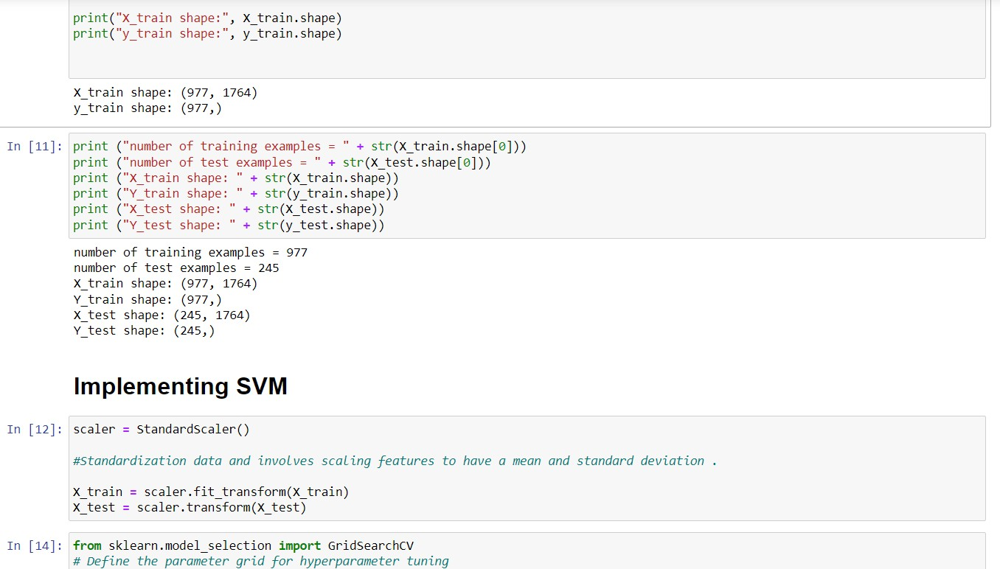 print("X_train shape:", X_train.shape)
print("y_train shape:", y_train.shape)
X_train shape: (977, 1764)
y_train shape: (977,)
In [11]: print ("number of training examples = " + str(X_train.shape[0]))
print ("number of test examples = " + str(X_test.shape[0]))
print ("X_train shape: " + str(X_train.shape))
print ("Y_train shape: " + str(y_train.shape))
print ("X_test shape: " + str(X_test.shape))
print ("Y_test shape: " + str(y_test.shape))
number of training examples = 977
number of test examples = 245
X_train shape: (977, 1764)
Y_train shape: (977,)
X_test shape: (245, 1764)
Y_test shape: (245,)
Implementing SVM
In [12]: scaler = StandardScaler()
#Standardization data and involves scaling features to have a mean and standard deviation .
X_train = scaler.fit_transform(X_train)
X_test = scaler.transform(X_test)
In [14]: from sklearn.model_selection import GridSearchCV
# Define the parameter grid for hyperparameter tuning